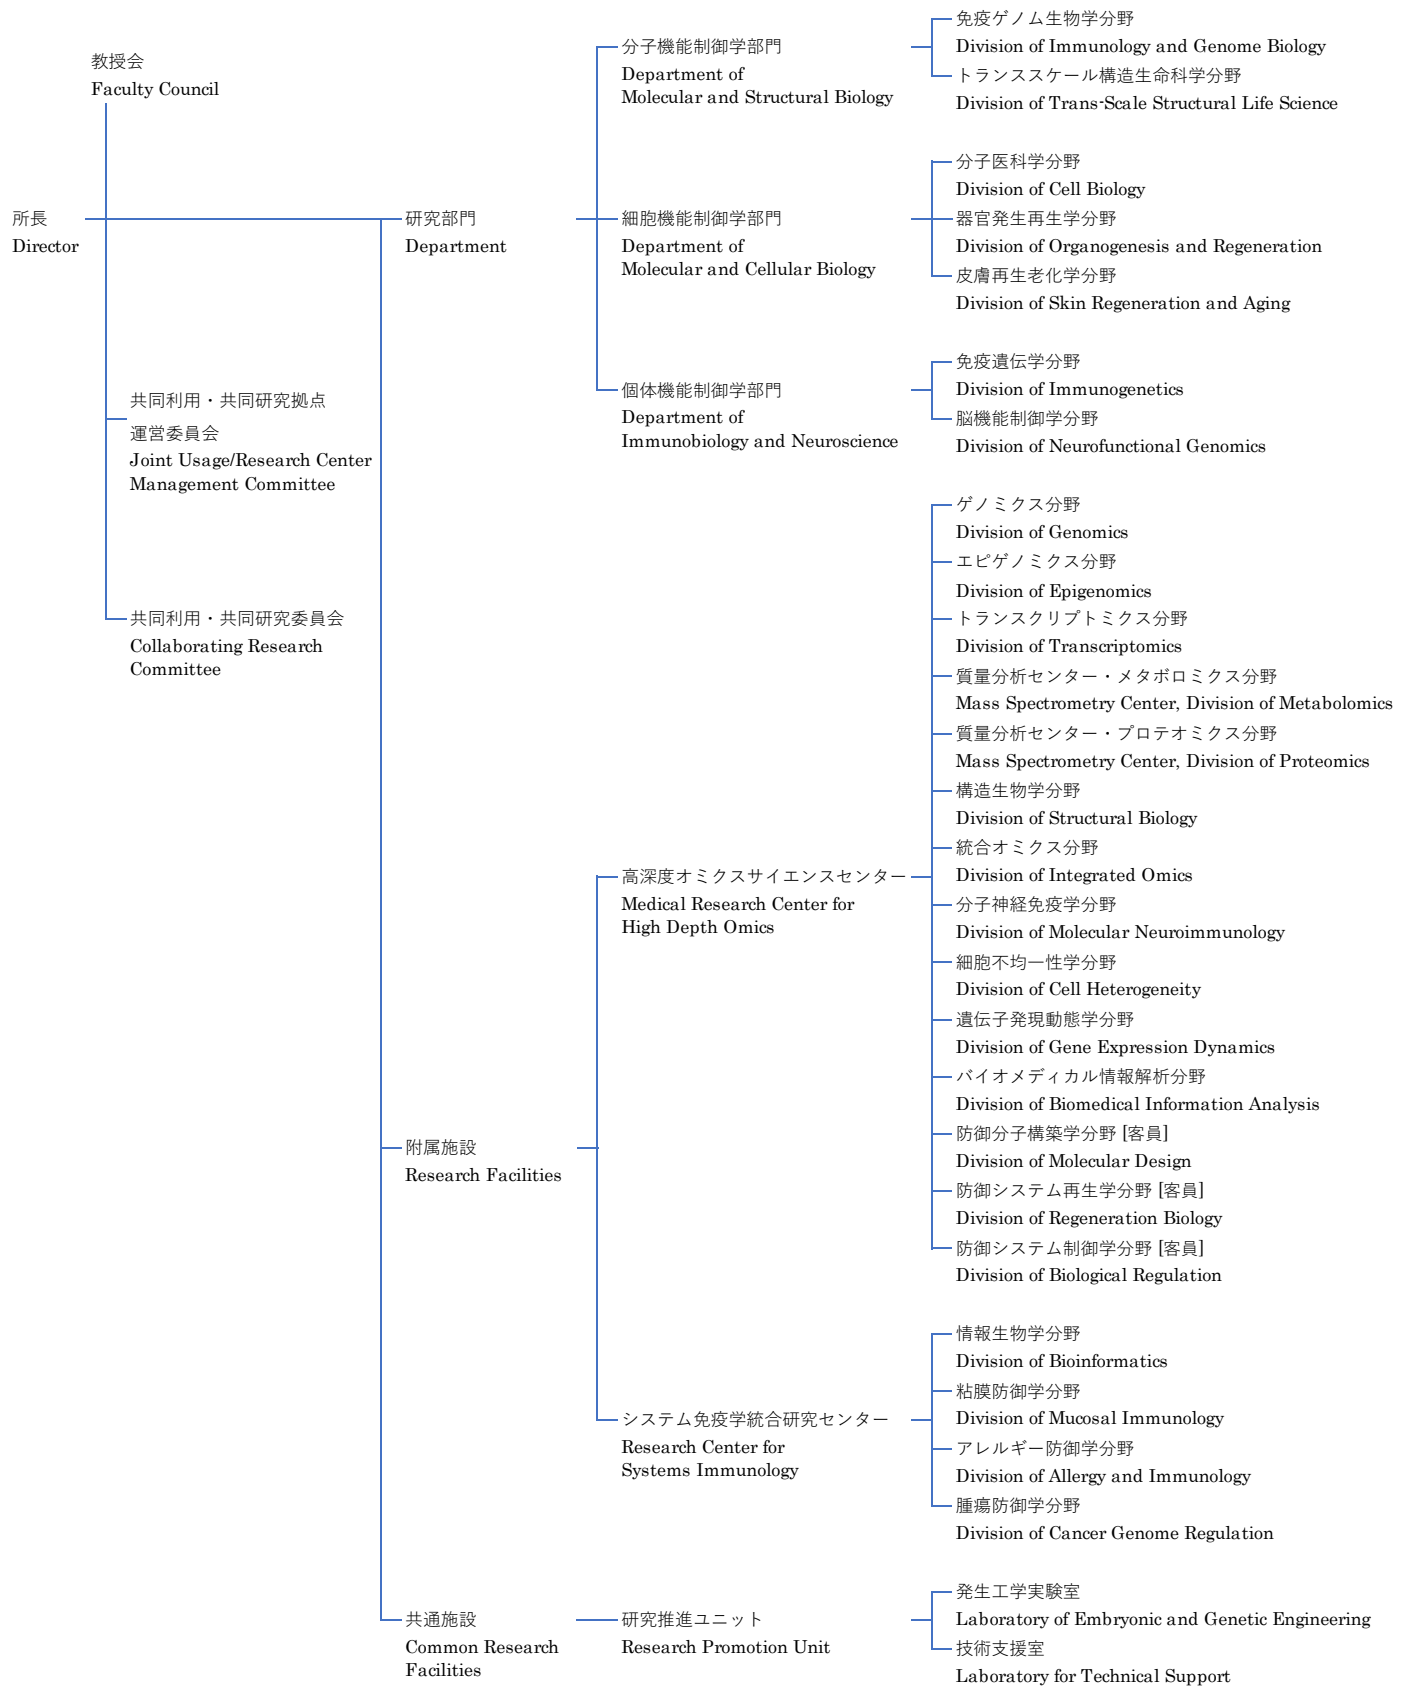 教授会
Faculty Council
所長
Director
共同利用・共同研究拠点
運営委員会
Joint Usage/Research Center
Management Committee
共同利用・共同研究委員会
Collaborating Research
Committee
研究部門
Department
分子機能制御学部門
Department of
Molecular and Structural Biology
免疫ゲノム生物学分野
Division of Immunology and Genome Biology
トランススケール構造生命科学分野
Division of Trans-Scale Structural Life Science
細胞機能制御学部門
Department of
Molecular and Cellular Biology
分子医科学分野
Division of Cell Biology
器官発生再生学分野
Division of Organogenesis and Regeneration
皮膚再生老化学分野
Division of Skin Regeneration and Aging
個体機能制御学部門
Department of
Immunobiology and Neuroscience
免疫遺伝学分野
Division of Immunogenetics
脳機能制御学分野
Division of Neurofunctional Genomics
附属施設
Research Facilities
高深度オミクスサイエンスセンター
Medical Research Center for
High Depth Omics
ゲノミクス分野
Division of Genomics
エピゲノミクス分野
Division of Epigenomics
トランスクリプトミクス分野
Division of Transcriptomics
質量分析センター・メタボロミクス分野
Mass Spectrometry Center, Division of Metabolomics
質量分析センター・プロテオミクス分野
Mass Spectrometry Center, Division of Proteomics
構造生物学分野
Division of Structural Biology
統合オミクス分野
Division of Integrated Omics
分子神経免疫学分野
Division of Molecular Neuroimmunology
細胞不均一性学分野
Division of Cell Heterogeneity
遺伝子発現動態学分野
Division of Gene Expression Dynamics
バイオメディカル情報解析分野
Division of Biomedical Information Analysis
防御分子構築学分野 [客員]
Division of Molecular Design
防御システム再生学分野 [客員]
Division of Regeneration Biology
防御システム制御学分野 [客員]
Division of Biological Regulation
システム免疫学統合研究センター
Research Center for
Systems Immunology
情報生物学分野
Division of Bioinformatics
粘膜防御学分野
Division of Mucosal Immunology
アレルギー防御学分野
Division of Allergy and Immunology
腫瘍防御学分野
Division of Cancer Genome Regulation
共通施設
Common Research
Facilities
研究推進ユニット
Research Promotion Unit
発生工学実験室
Laboratory of Embryonic and Genetic Engineering
技術支援室
Laboratory for Technical Support